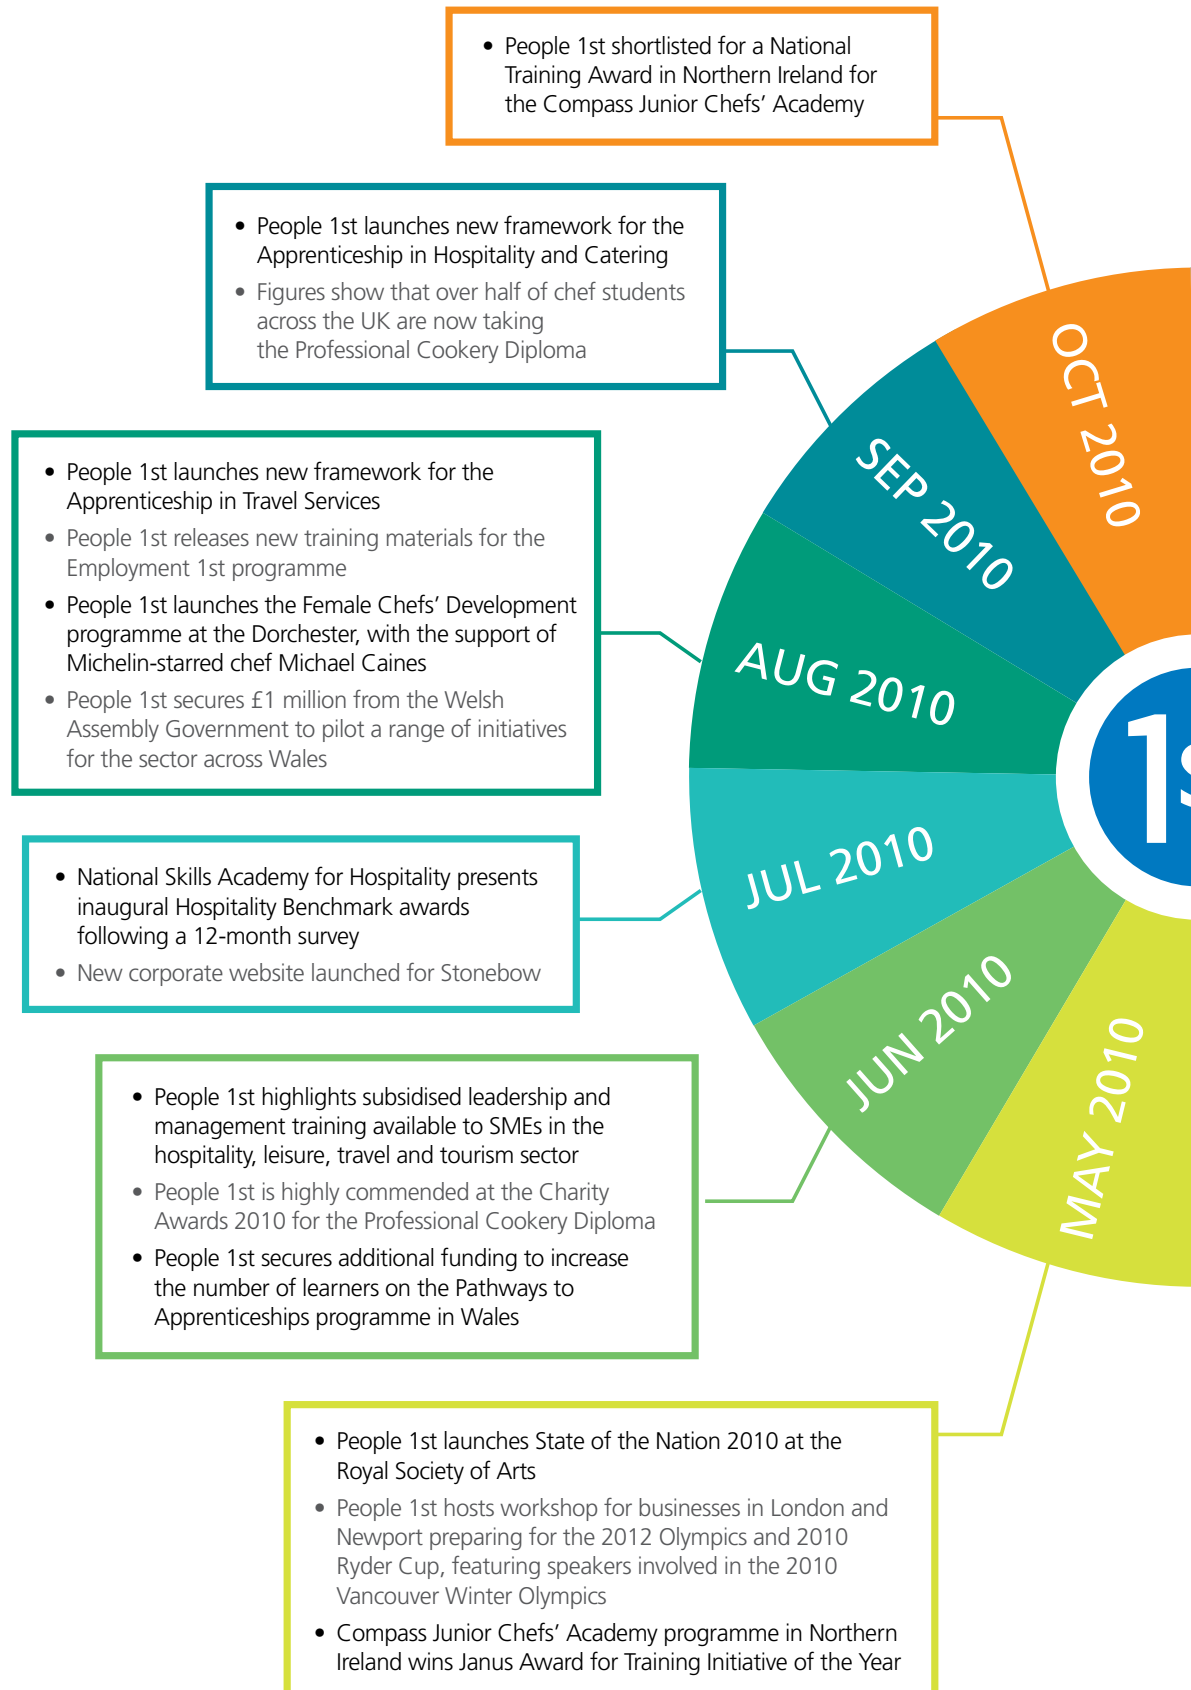 • People 1st shortlisted for a National
Training Award in Northern Ireland for
the Compass Junior Chefs’ Academy
• People 1st launches new framework for the
Apprenticeship in Hospitality and Catering
• Figures show that over half of chef students
across the UK are now taking
the Professional Cookery Diploma
• People 1st launches new framework for the
Apprenticeship in Travel Services
• People 1st releases new training materials for the
Employment 1st programme
• People 1st launches the Female Chefs’ Development
programme at the Dorchester, with the support of
Michelin-starred chef Michael Caines
• People 1st secures £1 million from the Welsh
Assembly Government to pilot a range of initiatives
for the sector across Wales
• National Skills Academy for Hospitality presents
inaugural Hospitality Benchmark awards
following a 12-month survey
• New corporate website launched for Stonebow
• People 1st highlights subsidised leadership and
management training available to SMEs in the
hospitality, leisure, travel and tourism sector
• People 1st is highly commended at the Charity
Awards 2010 for the Professional Cookery Diploma
• People 1st secures additional funding to increase
the number of learners on the Pathways to
Apprenticeships programme in Wales
• People 1st launches State of the Nation 2010 at the
Royal Society of Arts
• People 1st hosts workshop for businesses in London and
Newport preparing for the 2012 Olympics and 2010
Ryder Cup, featuring speakers involved in the 2010
Vancouver Winter Olympics
• Compass Junior Chefs’ Academy programme in Northern
Ireland wins Janus Award for Training Initiative of the Year
OCT 2010
SEP 2010
AUG 2010
JUL 2010
JUN 2010
MAY 2010
1s